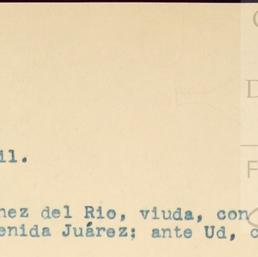 il.
nez del Rio, viuda, con
enida Juárez; ante Ud, c